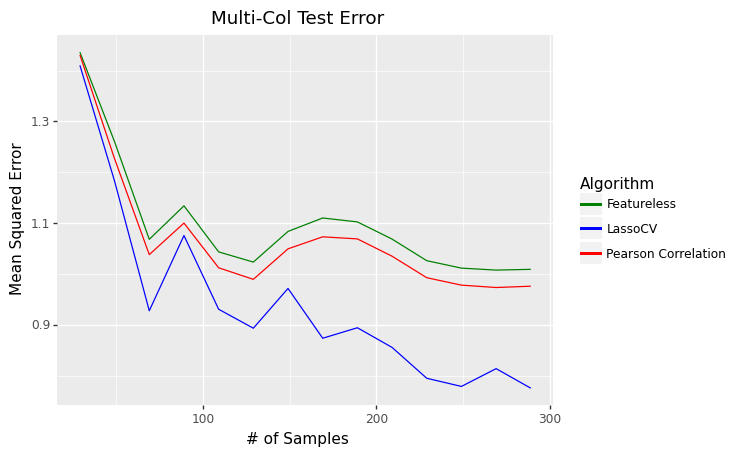 Multi-Col Test Error
Mean Squared Error
1.3
1.1
0.9
100
200
300
# of Samples
Algorithm
Featureless
LassoCV
Pearson Correlation